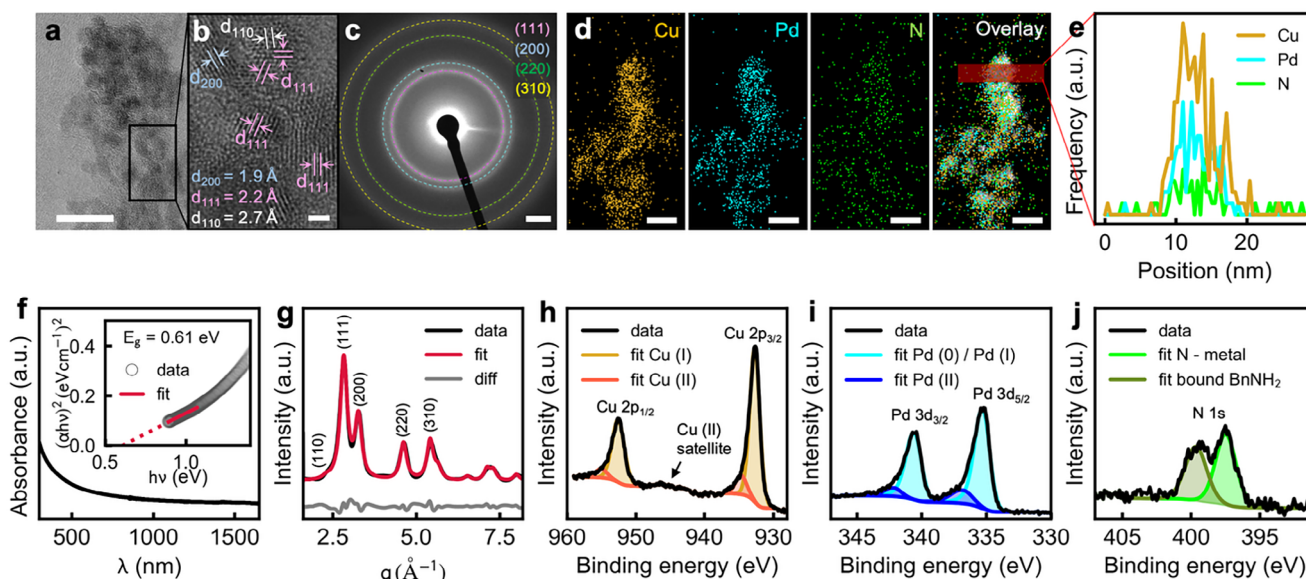 a
b
d₁₁₀
d₂₀₀
d₁₁₁
d₁₁₁
d₁₁₁
d₂₀₀ = 1.9 Å
d₁₁₁ = 2.2 Å
d₁₁₀ = 2.7 Å
c
(111)
(200)
(220)
(310)
d
Cu
Pd
N
Overlay
e
Frequency (a.u.)
Cu
Pd
N
0 10 20
Position (nm)
f
Absorbance (a.u.)
(αhν)² (eVcm⁻¹)²
E_g = 0.61 eV
data
fit
0.4
0.2
0.0
0.5 1.0
hν (eV)
500 1000 1500
λ (nm)
g
Intensity (a.u.)
(110)
(111)
(200)
(220)
(310)
data
fit
diff
2.5 5.0 7.5
q(Å⁻¹)
h
Intensity (a.u.)
data
fit Cu (I)
fit Cu (II)
Cu 2p₃/₂
Cu 2p₁/₂
Cu (II)
satellite
960 950 940 930
Binding energy (eV)
i
Intensity (a.u.)
data
fit Pd (0) / Pd (I)
fit Pd (II)
Pd 3d₃/₂
Pd 3d₅/₂
345 340 335 330
Binding energy (eV)
j
Intensity (a.u.)
data
fit N - metal
fit bound BnNH₂
N 1s
405 400 395
Binding energy (eV)